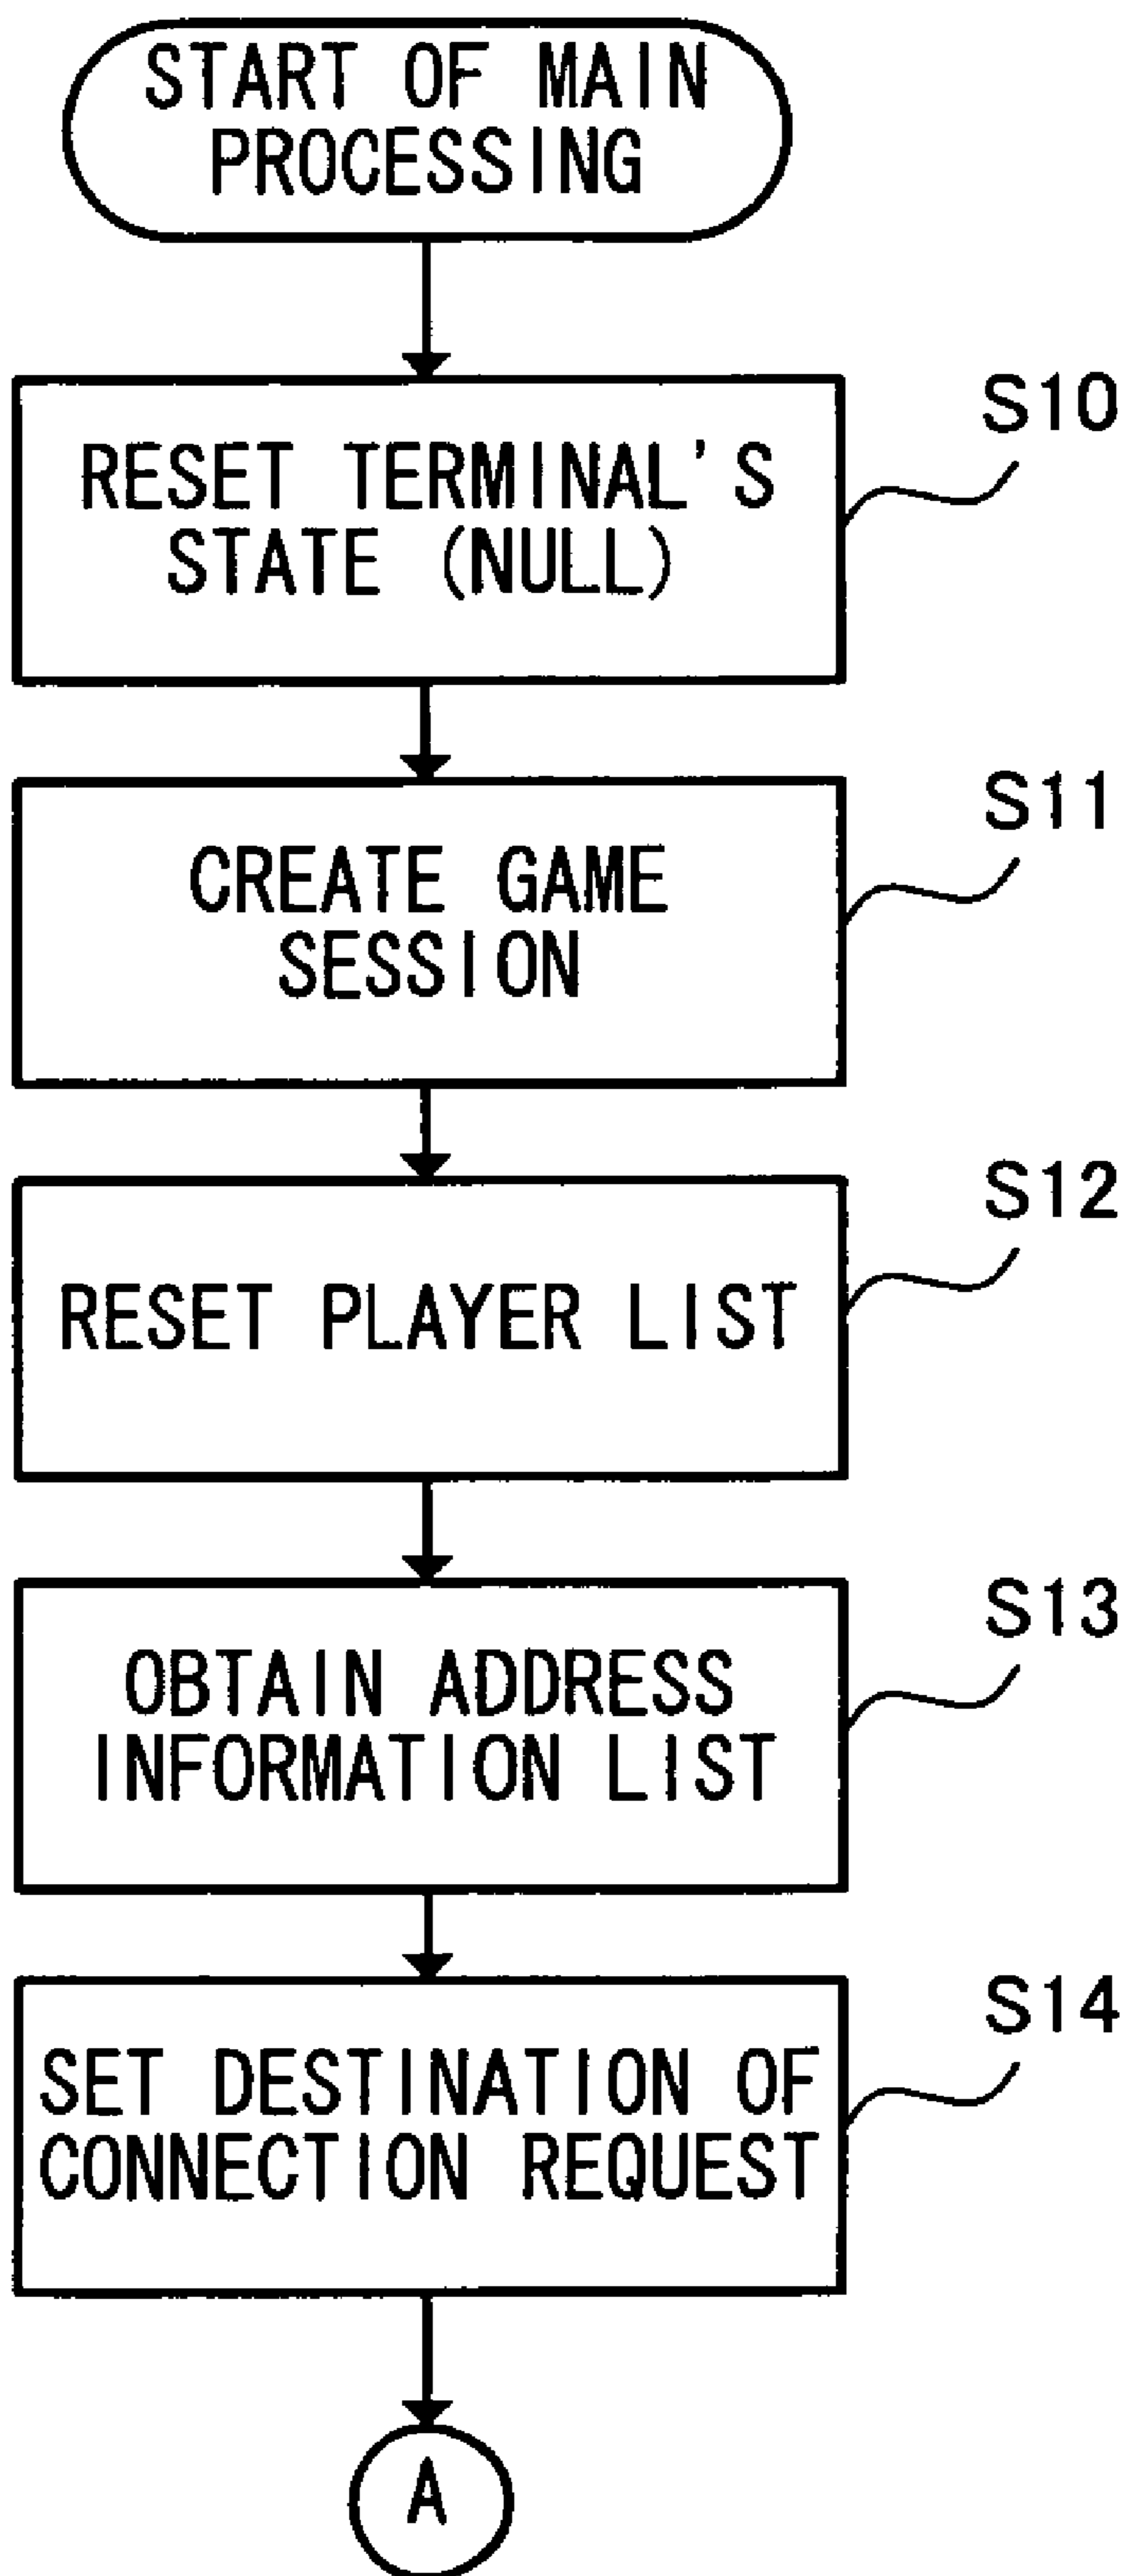 START OF MAIN
PROCESSING
S10
RESET TERMINAL'S
STATE (NULL)
S11
CREATE GAME
SESSION
S12
RESET PLAYER LIST
S13
OBTAIN ADDRESS
INFORMATION LIST
S14
SET DESTINATION OF
CONNECTION REQUEST
A